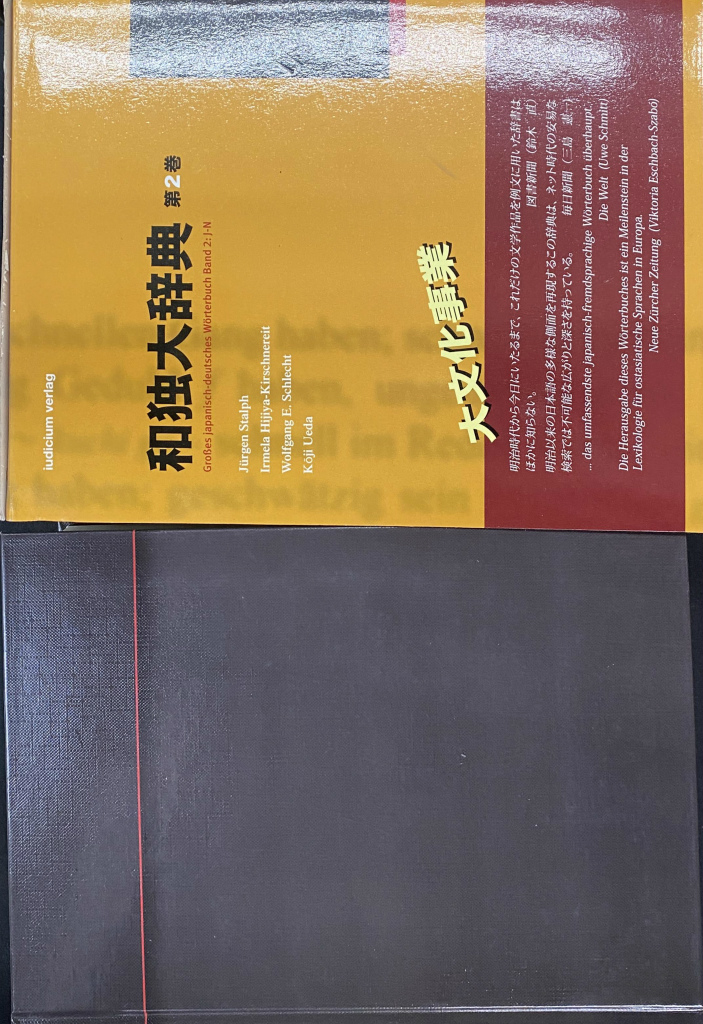 iudicium verlag
和独大辞典 第2巻
Großes japanisch-deutsches Wörterbuch Band 2: J-N
Jürgen Stalph
Irmela Hijiya-Kirschnereit
Wolfgang E. Schlecht
Kōji Ueda
大文化事業
明治時代から今日にいたるまで、これだけの文学作品を例文に用いた辞書は
ほかに知らない。 図書新聞（鈴木 直）
明治以来の日本語の多様な側面を再現するこの辞典は、ネット時代の安易な
検索では不可能な広がりと深さを持っている。 毎日新聞（三島 憲一）
... das umfassendste japanisch-fremdsprachige Wörterbuch überhaupt.
Die Welt (Uwe Schmitt)
Die Herausgabe dieses Wörterbuches ist ein Meilenstein in der
Lexikologie für ostasiatische Sprachen in Europa.
Neue Zürcher Zeitung (Viktoria Eschbach-Szabo)